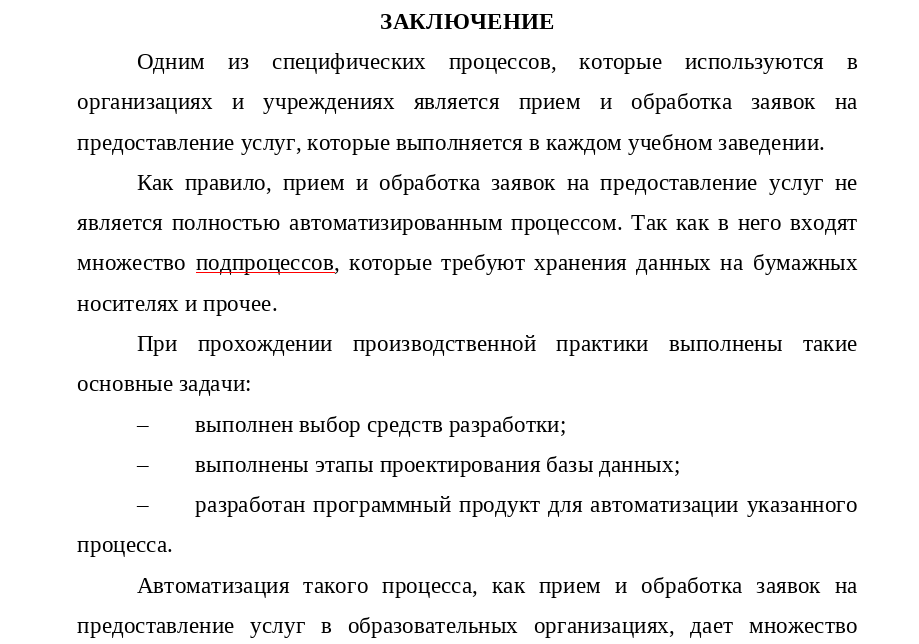 ЗАКЛЮЧЕНИЕ
Одним из специфических процессов, которые используются в
организациях и учреждениях является прием и обработка заявок на
предоставление услуг, которые выполняется в каждом учебном заведении.
Как правило, прием и обработка заявок на предоставление услуг не
является полностью автоматизированным процессом. Так как в него входят
множество подпроцессов, которые требуют хранения данных на бумажных
носителях и прочее.
При прохождении производственной практики выполнены такие
основные задачи:
– выполнен выбор средств разработки;
– выполнены этапы проектирования базы данных;
– разработан программный продукт для автоматизации указанного
процесса.
Автоматизация такого процесса, как прием и обработка заявок на
предоставление услуг в образовательных организациях, дает множество